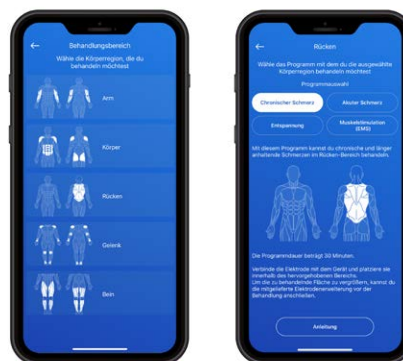 Behandlungsbereich
Wähle die Körperregion, die du
behandeln möchtest
Arm
Körper
Rücken
Gelenk
Bein
Rücken
Wähle das Programm mit dem du die ausgewählte
Körperregion behandeln möchtest
Programmauswahl
Chronischer Schmerz
Akuter Schmerz
Entspannung
Muskelstimulation
(EMS)
Mit diesem Programm kannst du chronische und länger
anhaltende Schmerzen im Rücken-Bereich behandeln.
Die Programmdauer beträgt 30 Minuten.
Verbinde die Elektrode mit dem Gerät und platziere sie
innerhalb des hervorgehobenen Bereichs.
Um die zu behandelnde Fläche zu vergrößern, kannst du
die mitgelieferte Elektrodenerweiterung vor der
Behandlung anschließen.
Anleitung